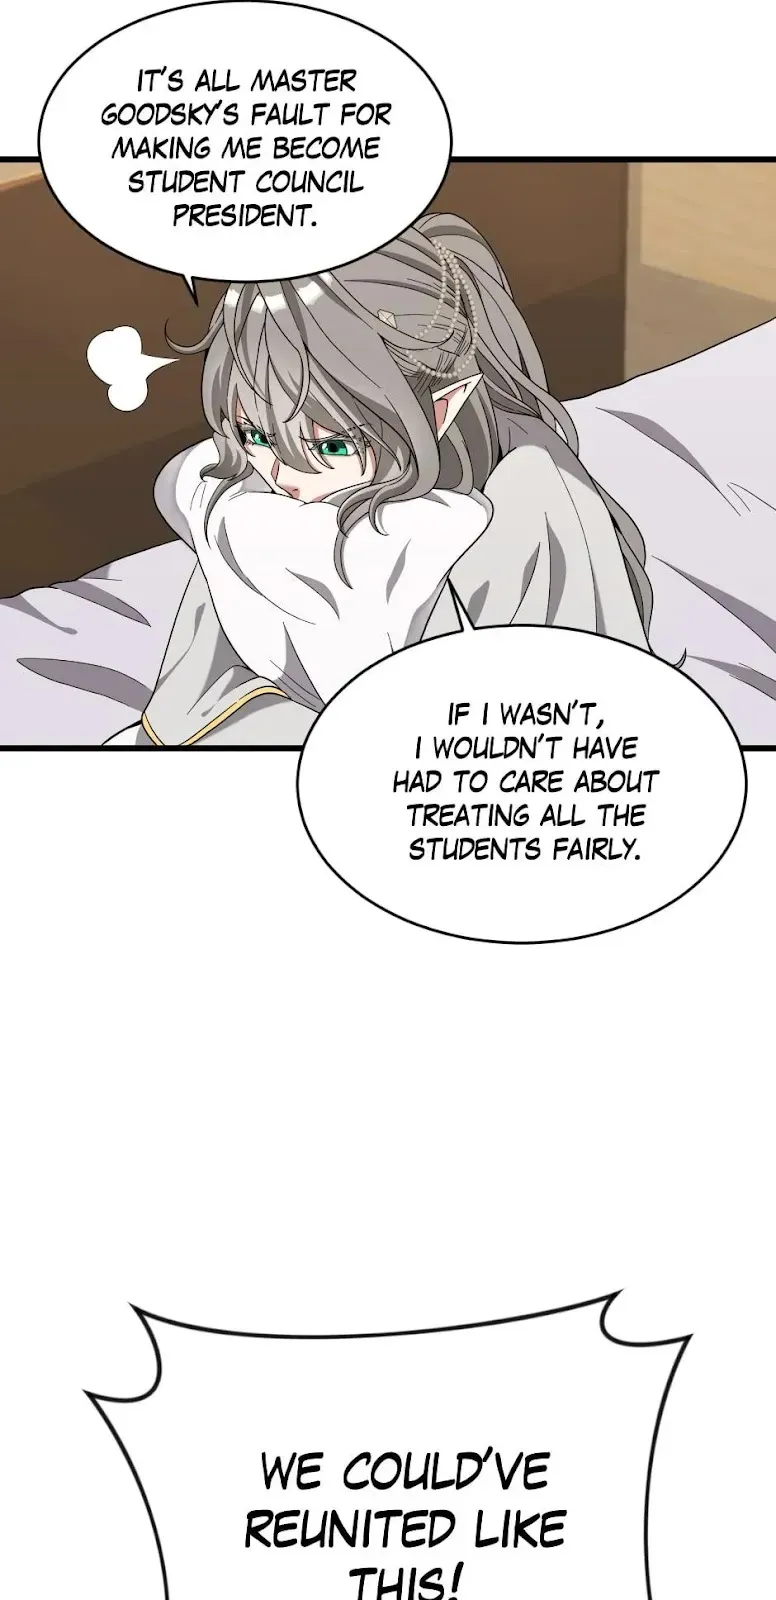 IT'S ALL MASTER
GOODSKY'S FAULT FOR
MAKING ME BECOME
STUDENT COUNCIL
PRESIDENT.
IF I WASN'T,
I WOULDN'T HAVE
HAD TO CARE ABOUT
TREATING ALL THE
STUDENTS FAIRLY.
WE COULD'VE
REUNITED LIKE
THIS!